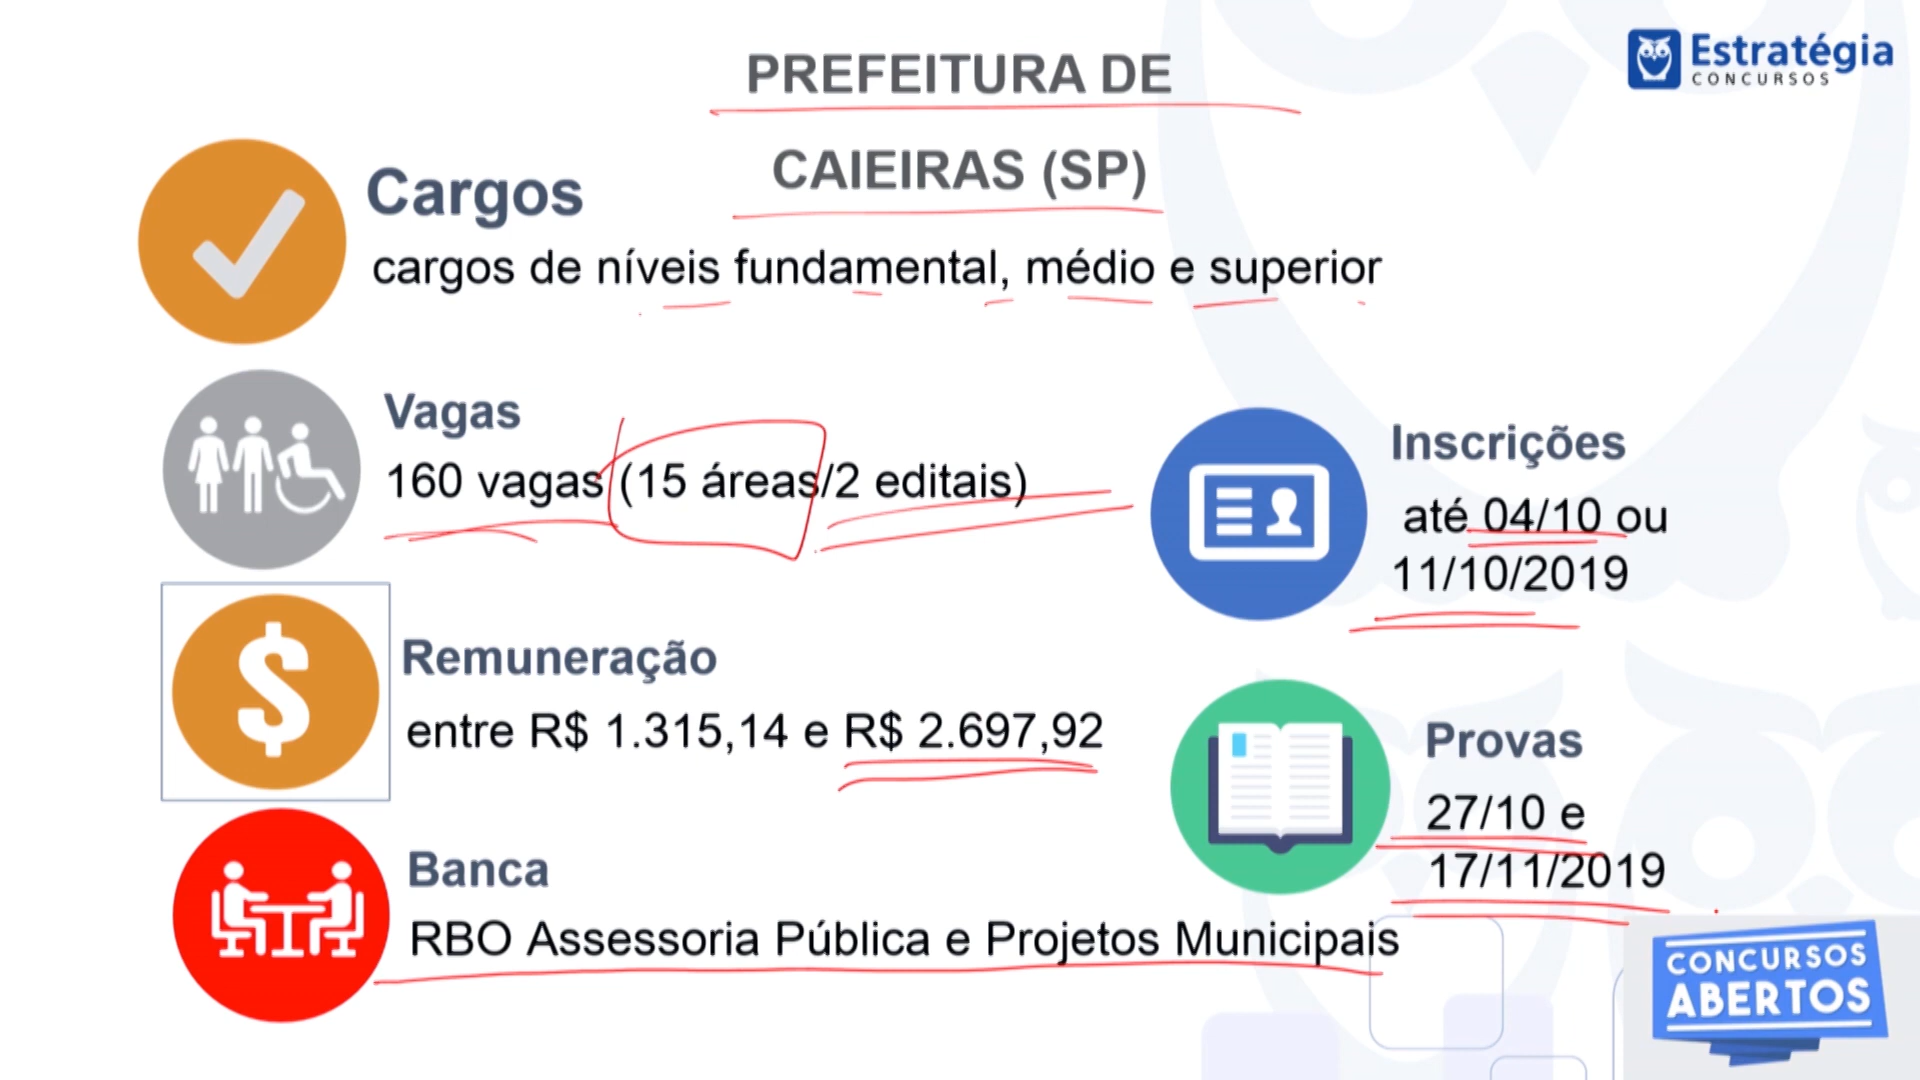 PREFEITURA DE
CAIEIRAS (SP)
Estratégia
CONCURSOS
Cargos
cargos de níveis fundamental, médio e superior
Vagas
160 vagas (15 áreas/2 editais)
Inscrições
até 04/10 ou
11/10/2019
Remuneração
entre R$ 1.315,14 e R$ 2.697,92
Provas
27/10 e
17/11/2019
Banca
RBO Assessoria Pública e Projetos Municipais
CONCURSOS
ABERTOS